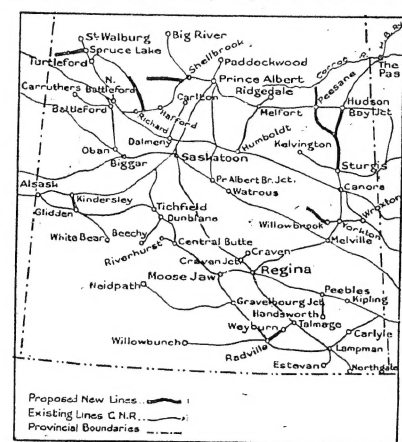 St. Walburg
Big River
Spruce Lake
Shellbrook
Turtleford
Paddockwood
The Pas
Cocoa R.
H.B.Ry
Prince Albert
Carruthers
N. Battleford
Carlton
Ridgedale
Peesane
Battleford
Richard
Hafford
Melfort
Hudson Bay Jct
Dalmeny
Humboldt
Kelvington
Oban
Biggar
Saskatoon
Sturgis
Alsask
Kindersley
Pr Albert Br. Jct.
Watrous
Canora
Glidden
Tichfield
Dunblane
Willowbrook
Wroxton
Yorkton
White Bear
Beechy
Riverhurst
Central Butte
Craven
Melville
Craven Jct
Regina
Moose Jaw
Peebles
Neidpath
Kipling
Gravelbourg Jct
Handsworth
Weyburn
Talmage
Carlyle
Willowbunch
Radville
Lampman
Estevan
Northgate
Proposed New Lines
Existing Lines C.N.R.
Provincial Boundaries